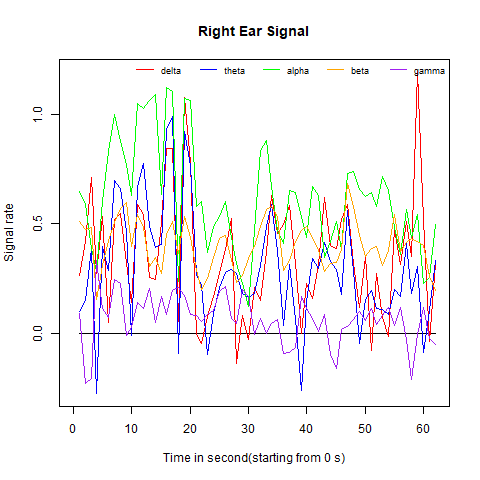 Right Ear Signal
delta theta alpha beta gamma
Signal rate
1.0
0.5
0.0
0 10 20 30 40 50 60
Time in second(starting from 0 s)